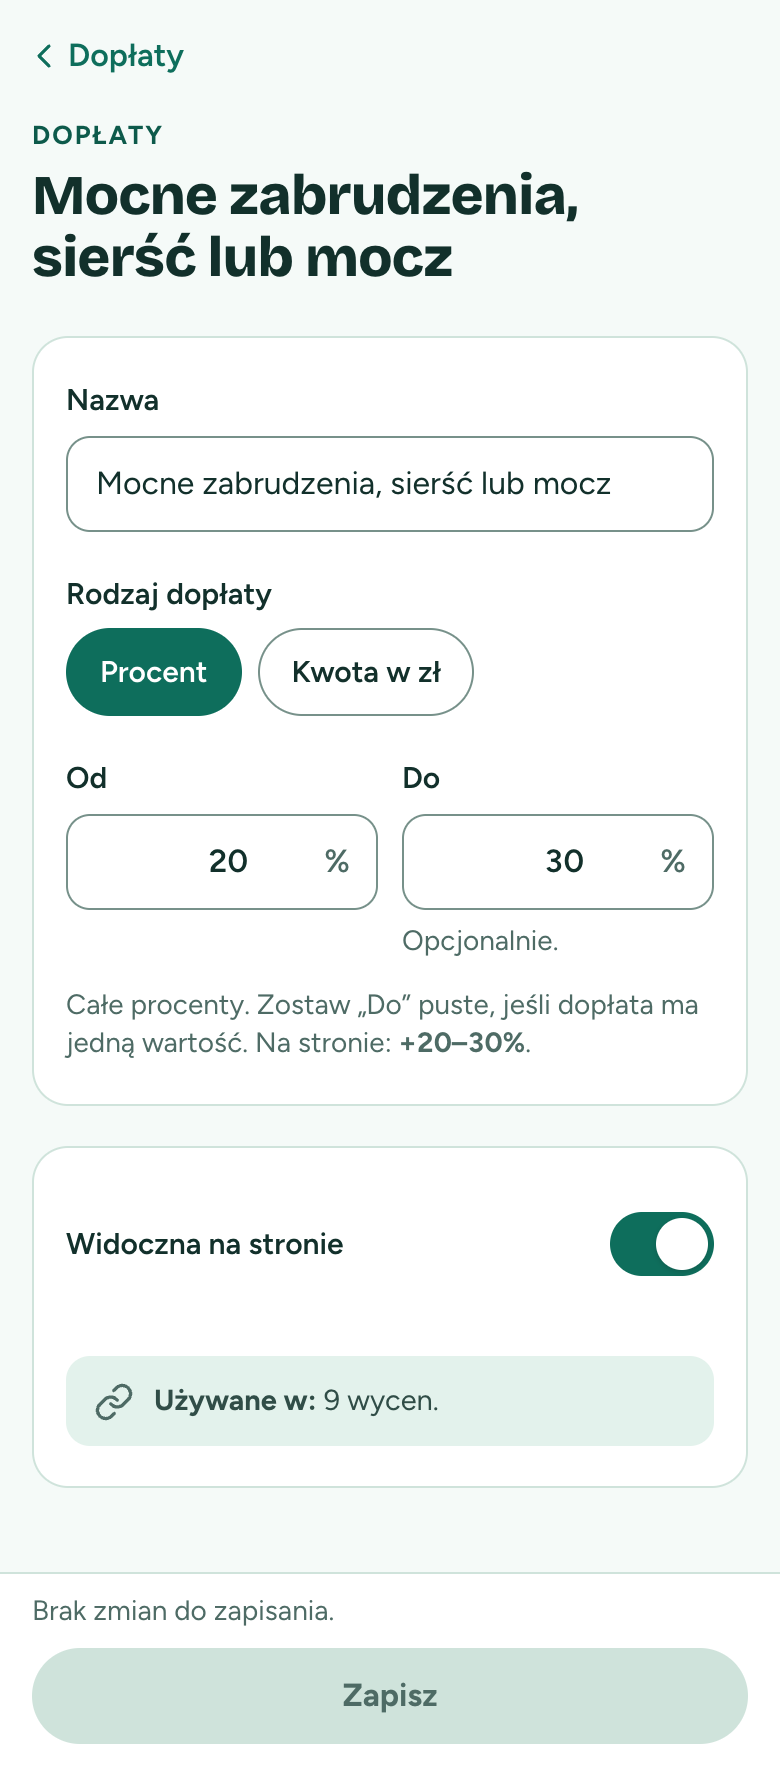 Dopłaty
DOPŁATY
Mocne zabrudzenia,
sierść lub mocz
Nazwa
Mocne zabrudzenia, sierść lub mocz
Rodzaj dopłaty
Procent
Kwota w zł
Od
Do
20 %
30 %
Opcjonalnie.
Całe procenty. Zostaw „Do” puste, jeśli dopłata ma
jedną wartość. Na stronie: +20–30%.
Widoczna na stronie
Używane w: 9 wycen.
Brak zmian do zapisania.
Zapisz